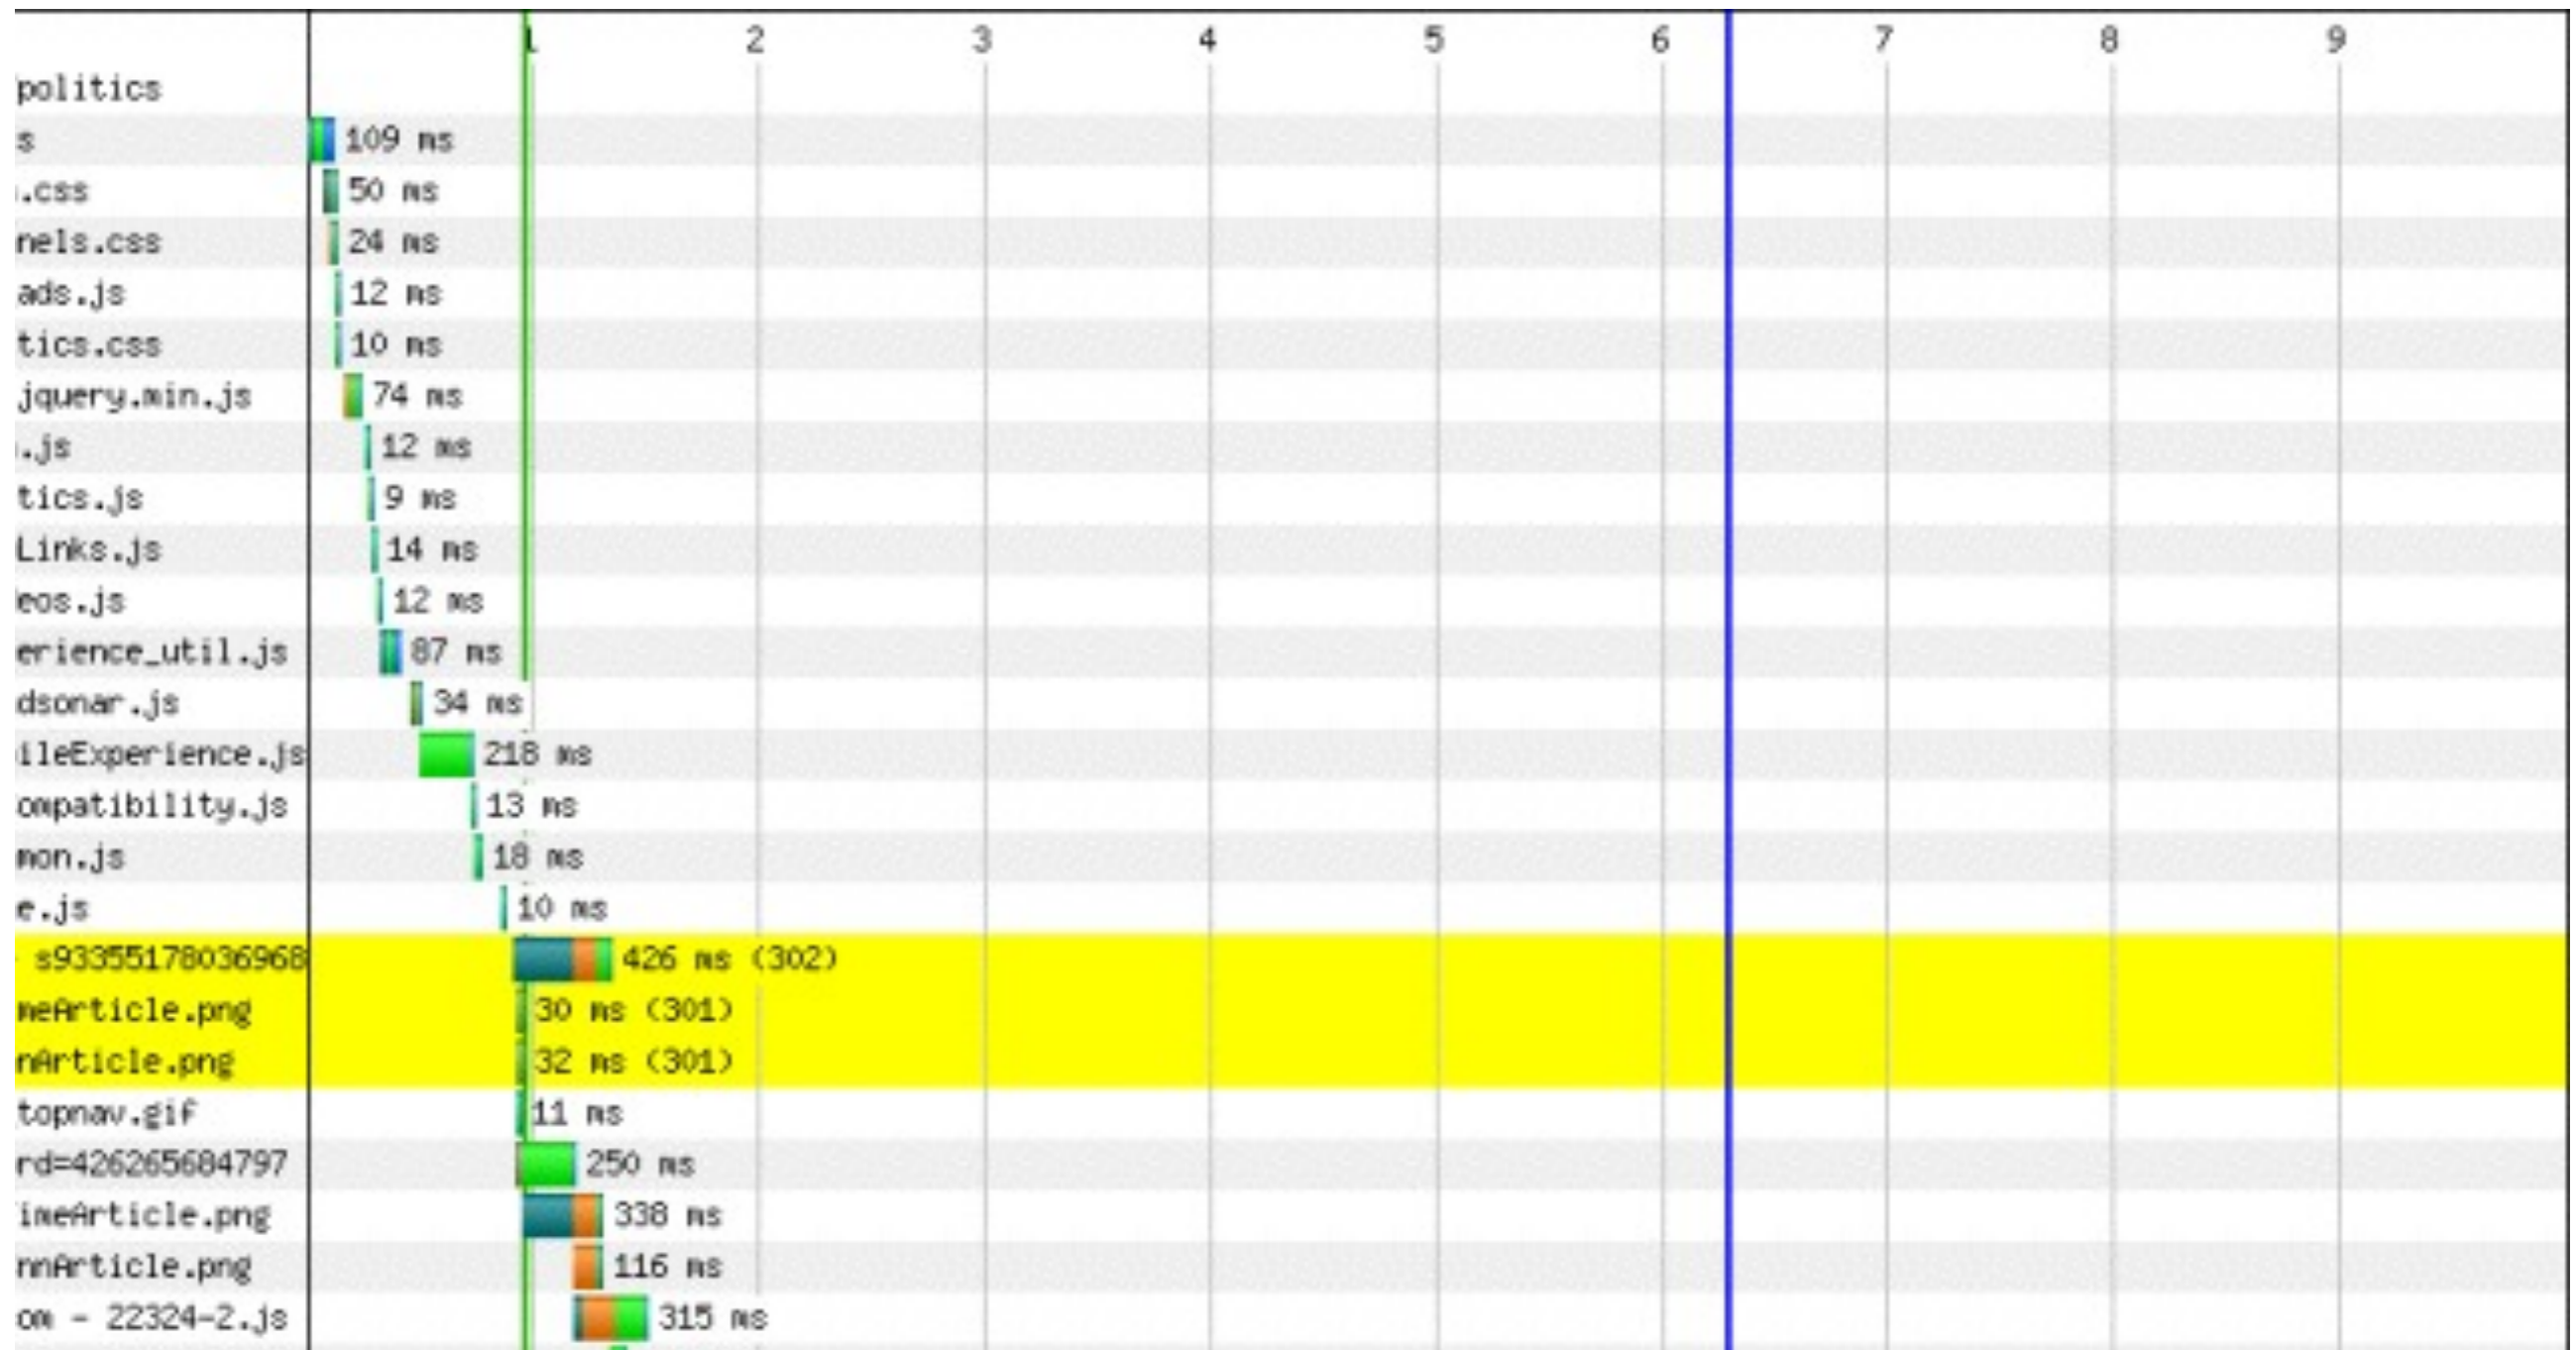 1 2 3 4 5 6 7 8 9
politics
s 109 ms
.css 50 ms
nels.css 24 ms
ads.js 12 ms
tics.css 10 ms
jquery.min.js 74 ms
.js 12 ms
tics.js 9 ms
Links.js 14 ms
eos.js 12 ms
erience_util.js 87 ms
dsonar.js 34 ms
ileExperience.js 218 ms
ompatibility.js 13 ms
mon.js 18 ms
e.js 10 ms
- s93355178036968 426 ms (302)
meArticle.png 30 ms (301)
nArticle.png 32 ms (301)
topnav.gif 11 ms
rd=426265684797 250 ms
imeArticle.png 338 ms
nnArticle.png 116 ms
om - 22324-2.js 315 ms